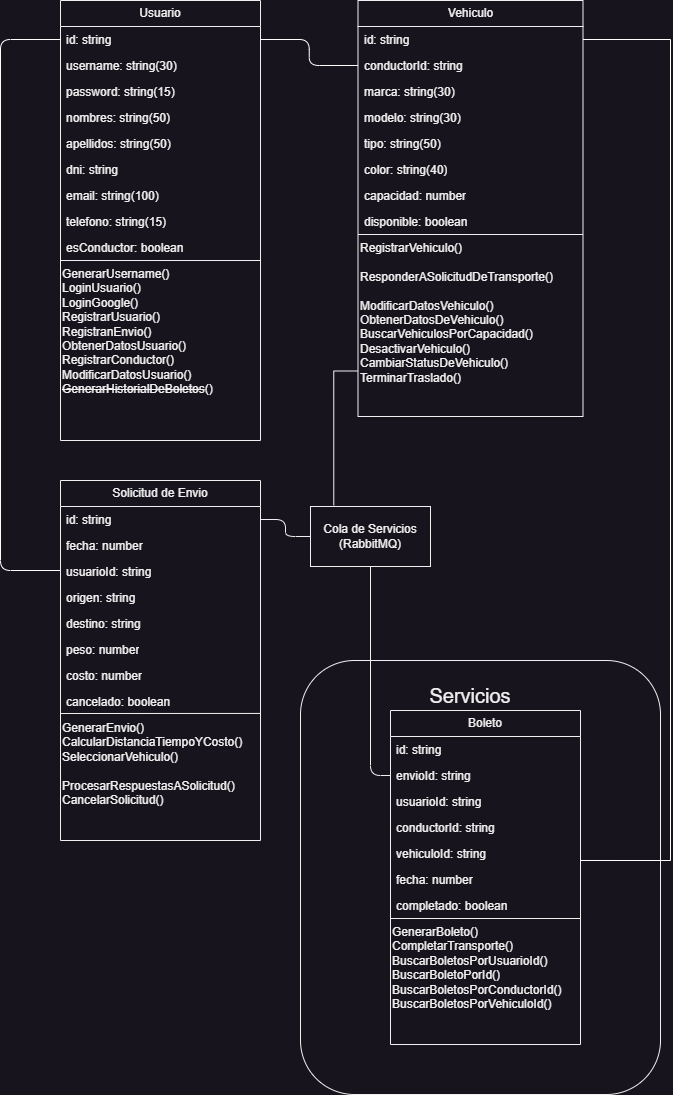 Usuario
id: string
username: string(30)
password: string(15)
nombres: string(50)
apellidos: string(50)
dni: string
email: string(100)
telefono: string(15)
esConductor: boolean
GenerarUsername()
LoginUsuario()
LoginGoogle()
RegistrarUsuario()
RegistranEnvio()
ObtenerDatosUsuario()
RegistrarConductor()
ModificarDatosUsuario()
GenerarHistorialDeBoletos()
Vehiculo
id: string
conductorId: string
marca: string(30)
modelo: string(30)
tipo: string(50)
color: string(40)
capacidad: number
disponible: boolean
RegistrarVehiculo()
ResponderASolicitudDeTransporte()
ModificarDatosVehiculo()
ObtenerDatosDeVehiculo()
BuscarVehiculosPorCapacidad()
DesactivarVehiculo()
CambiarStatusDeVehiculo()
TerminarTraslado()
Solicitud de Envio
id: string
fecha: number
usuarioId: string
origen: string
destino: string
peso: number
costo: number
cancelado: boolean
GenerarEnvio()
CalcularDistanciaTiempoYCosto()
SeleccionarVehiculo()
ProcesarRespuestasASolicitud()
CancelarSolicitud()
Cola de Servicios
(RabbitMQ)
Servicios
Boleto
id: string
envioId: string
usuarioId: string
conductorId: string
vehiculoId: string
fecha: number
completado: boolean
GenerarBoleto()
CompletarTransporte()
BuscarBoletosPorUsuarioId()
BuscarBoletoPorId()
BuscarBoletosPorConductorId()
BuscarBoletosPorVehiculoId()